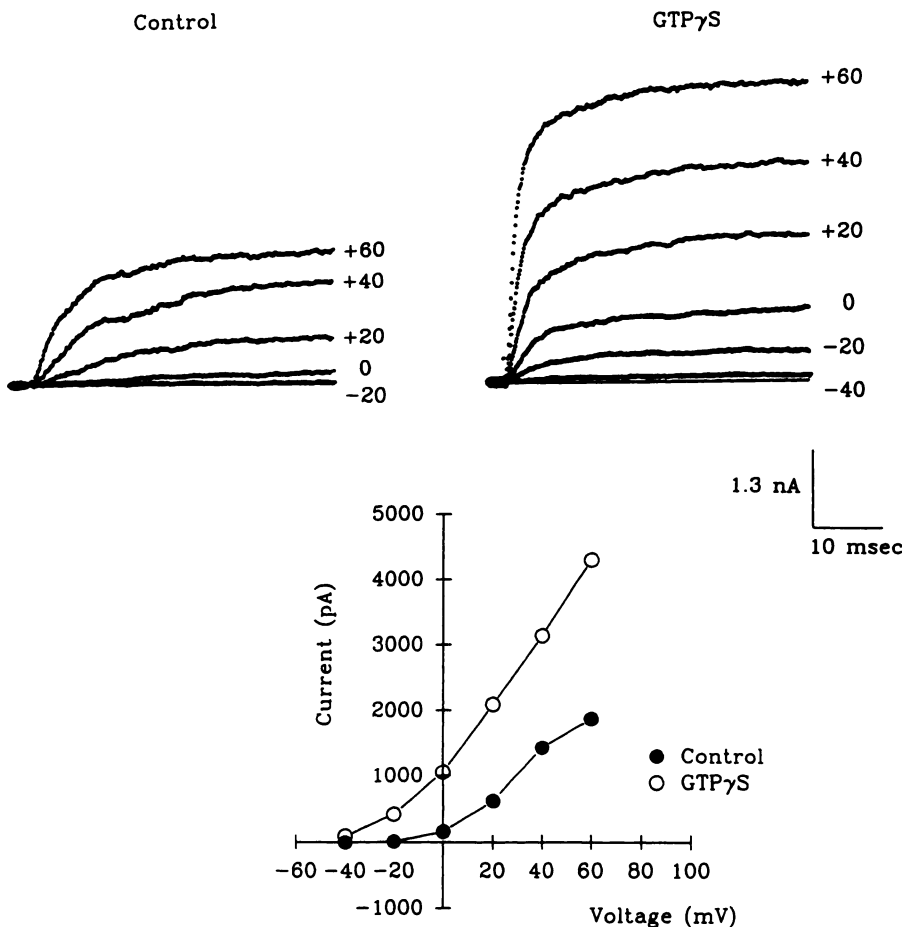 Control
GTPγS
+60
+40
+20
0
−20
+60
+40
+20
0
−20
−40
1.3 nA
10 msec
5000
4000
3000
2000
1000
−1000
Current (pA)
−60 −40 −20 20 40 60 80 100
Voltage (mV)
Control
GTPγS